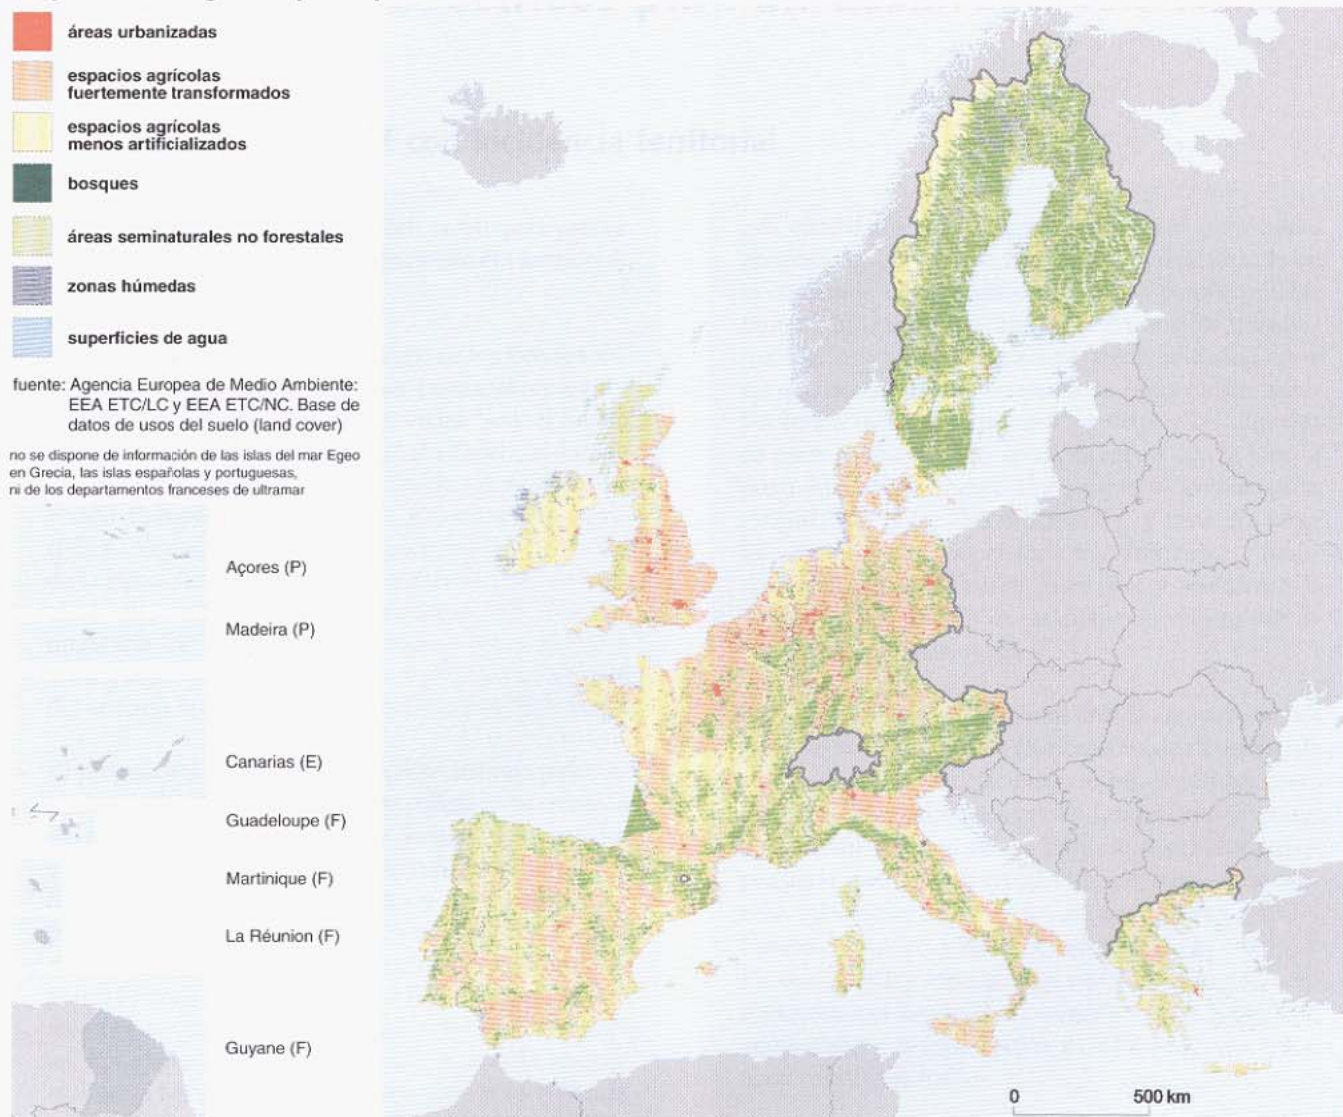 áreas urbanizadas
espacios agrícolas
fuertemente transformados
espacios agrícolas
menos artificializados
bosques
áreas seminaturales no forestales
zonas húmedas
superficies de agua
fuente: Agencia Europea de Medio Ambiente:
EEA ETC/LC y EEA ETC/NC. Base de
datos de usos del suelo (land cover)
no se dispone de información de las islas del mar Egeo
en Grecia, las islas españolas y portuguesas,
ni de los departamentos franceses de ultramar
Açores (P)
Madeira (P)
Canarias (E)
Guadeloupe (F)
Martinique (F)
La Réunion (F)
Guyane (F)
0 500 km
territorial